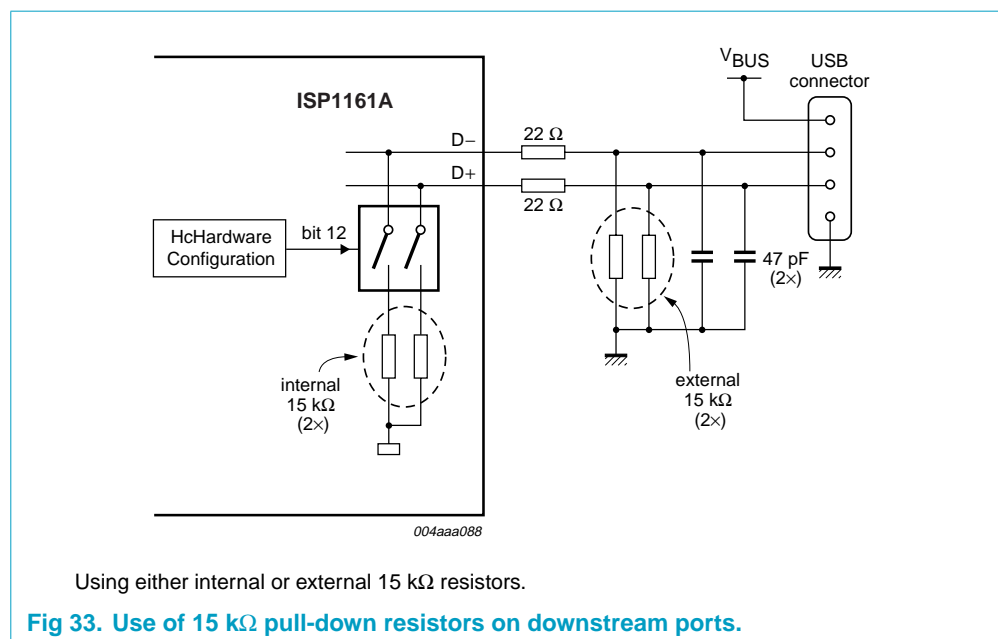 ISP1161A
VBUS
USB
connector
D−
22 Ω
D+
22 Ω
HcHardware
Configuration
bit 12
47 pF
(2×)
internal
15 kΩ
(2×)
external
15 kΩ
(2×)
004aaa088
Using either internal or external 15 kΩ resistors.
Fig 33. Use of 15 kΩ pull-down resistors on downstream ports.